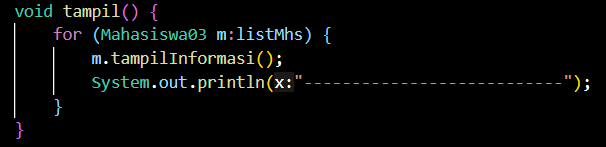 void tampil() {
for (Mahasiswa03 m:listMhs) {
m.tampilInformasi();
System.out.println(x:"---------------------------");
}
}